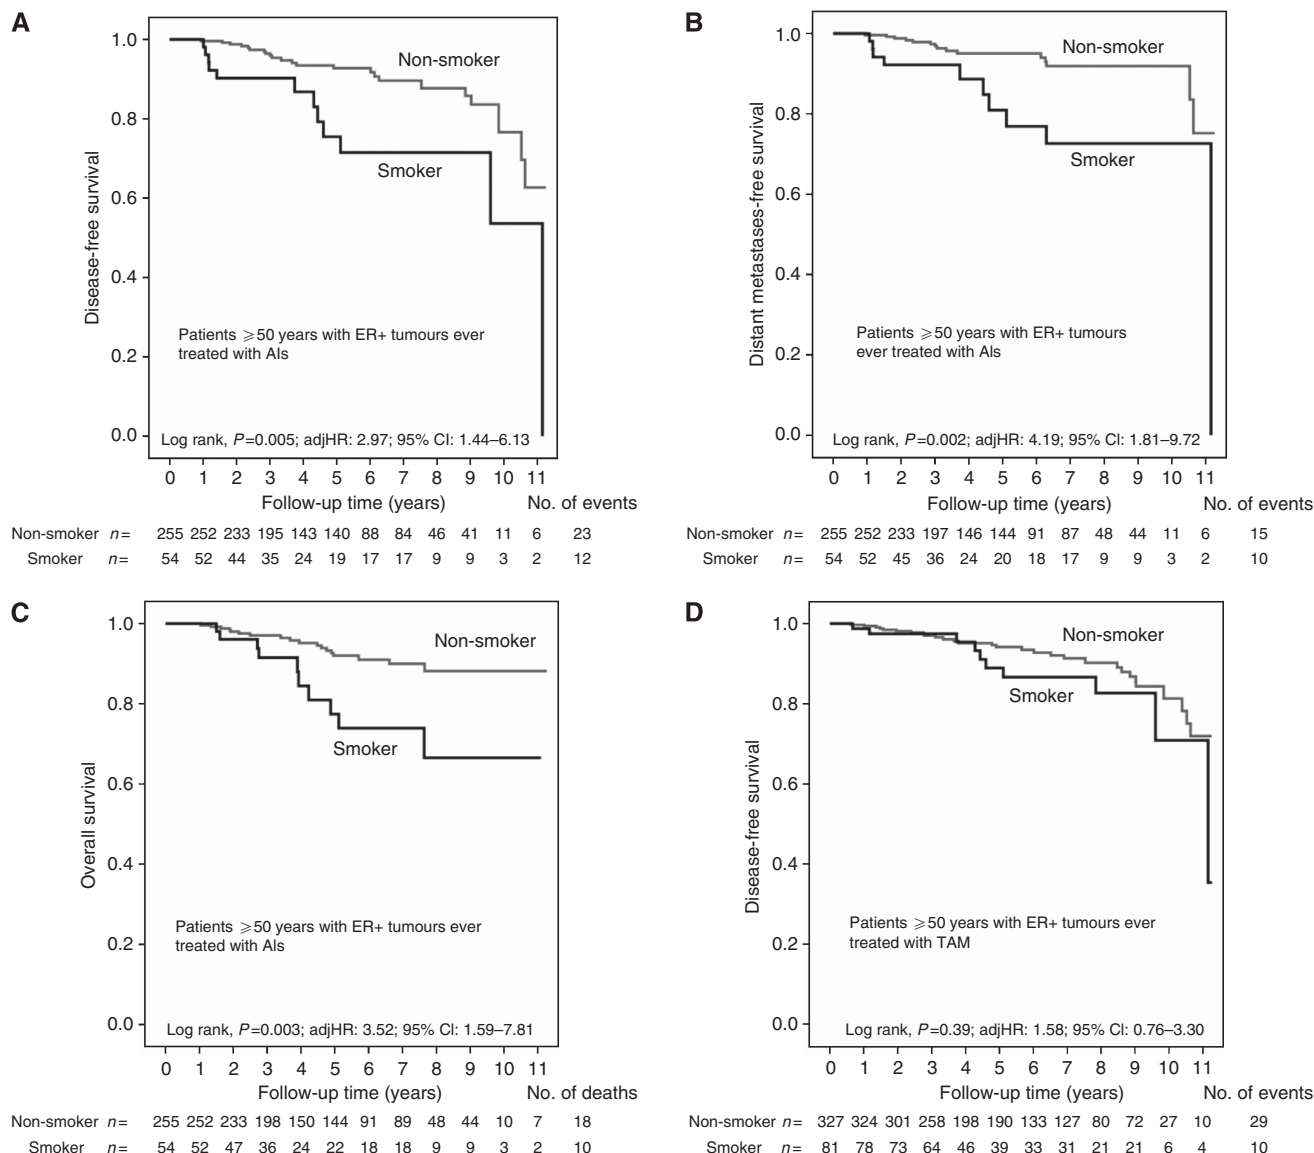 A
1.0
0.8
0.6
0.4
0.2
0.0
Disease-free survival
Non-smoker
Smoker
Patients ⩾50 years with ER+ tumours ever
treated with AIs
Log rank, P=0.005; adjHR: 2.97; 95% CI: 1.44–6.13
0 1 2 3 4 5 6 7 8 9 10 11
Follow-up time (years) No. of events
Non-smoker n= 255 252 233 195 143 140 88 84 46 41 11 6 23
Smoker n= 54 52 44 35 24 19 17 17 9 9 3 2 12
B
1.0
0.8
0.6
0.4
0.2
0.0
Distant metastases-free survival
Non-smoker
Smoker
Patients ⩾50 years with ER+ tumours
ever treated with AIs
Log rank, P=0.002; adjHR: 4.19; 95% CI: 1.81–9.72
0 1 2 3 4 5 6 7 8 9 10 11
Follow-up time (years) No. of events
Non-smoker n= 255 252 233 197 146 144 91 87 48 44 11 6 15
Smoker n= 54 52 45 36 24 20 18 17 9 9 3 2 10
C
1.0
0.8
0.6
0.4
0.2
0.0
Overall survival
Non-smoker
Smoker
Patients ⩾50 years with ER+ tumours ever
treated with AIs
Log rank, P=0.003; adjHR: 3.52; 95% CI: 1.59–7.81
0 1 2 3 4 5 6 7 8 9 10 11
Follow-up time (years) No. of deaths
Non-smoker n= 255 252 233 198 150 144 91 89 48 44 10 7 18
Smoker n= 54 52 47 36 24 22 18 18 9 9 3 2 10
D
1.0
0.8
0.6
0.4
0.2
0.0
Disease-free survival
Non-smoker
Smoker
Patients ⩾50 years with ER+ tumours ever
treated with TAM
Log rank, P=0.39; adjHR: 1.58; 95% CI: 0.76–3.30
0 1 2 3 4 5 6 7 8 9 10 11
Follow-up time (years) No. of events
Non-smoker n= 327 324 301 258 198 190 133 127 80 72 27 10 29
Smoker n= 81 78 73 64 46 39 33 31 21 21 6 4 10